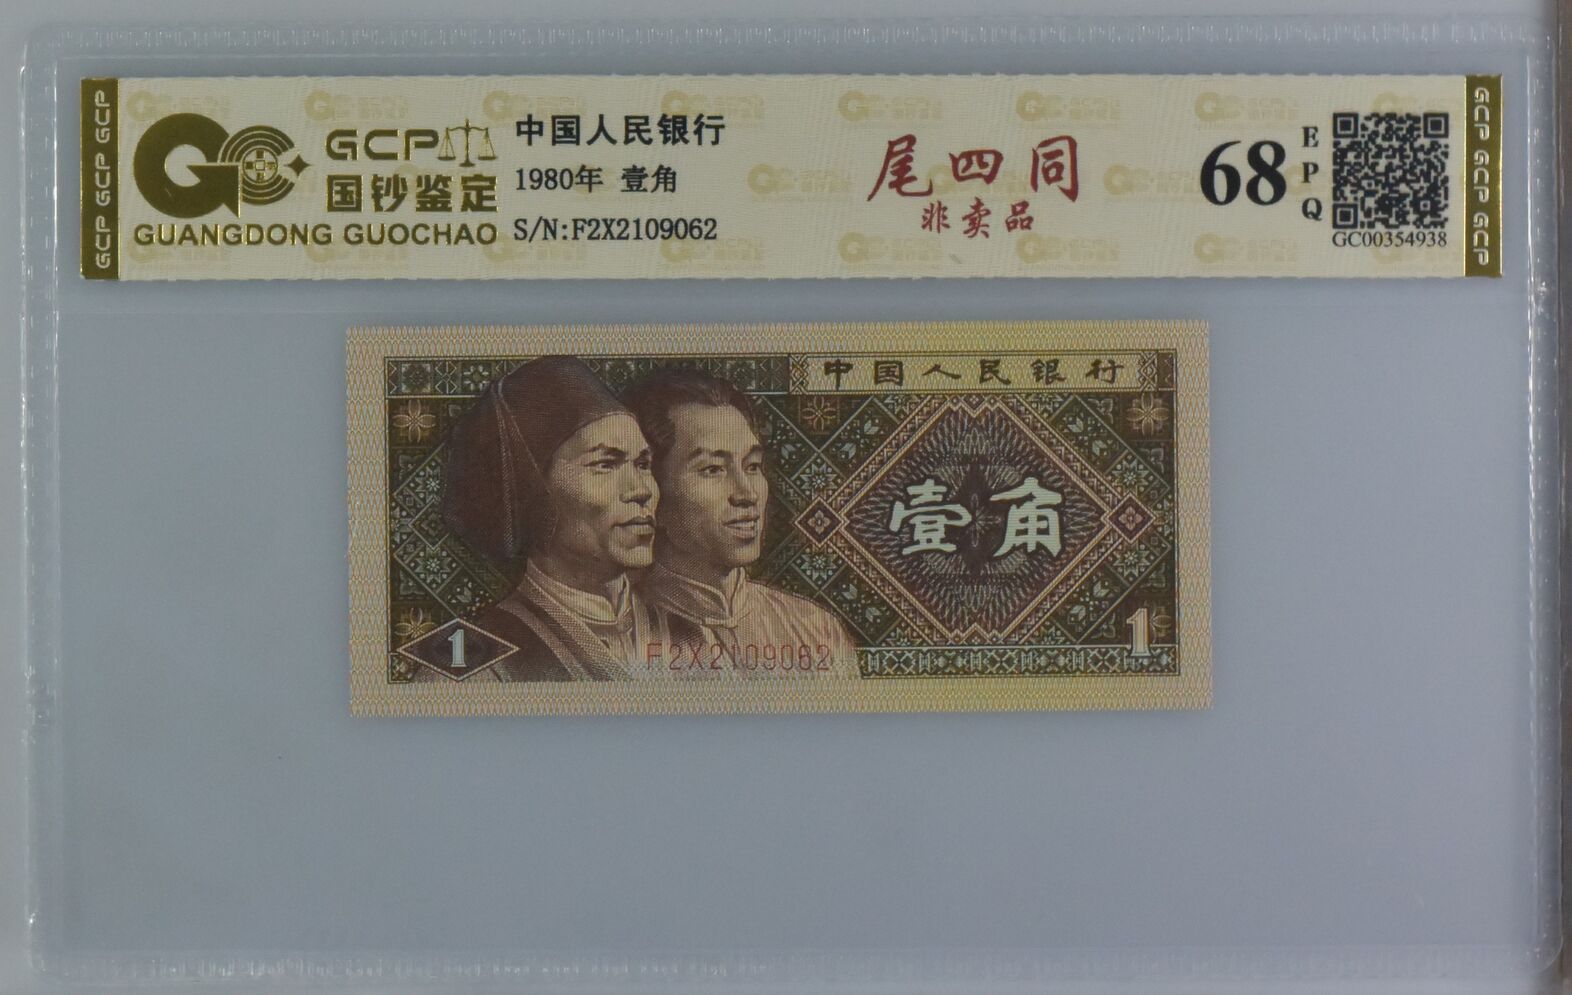 GCP GCP GCP
GCP
国钞鉴定
GUANGDONG GUOCHAO
中国人民银行
1980年 壹角
S/N:F2X2109062
尾四同
非卖品
68
EPQ
GC00354938
GCP GCP GCP
中国人民银行
壹角
1
F2X2109062
1